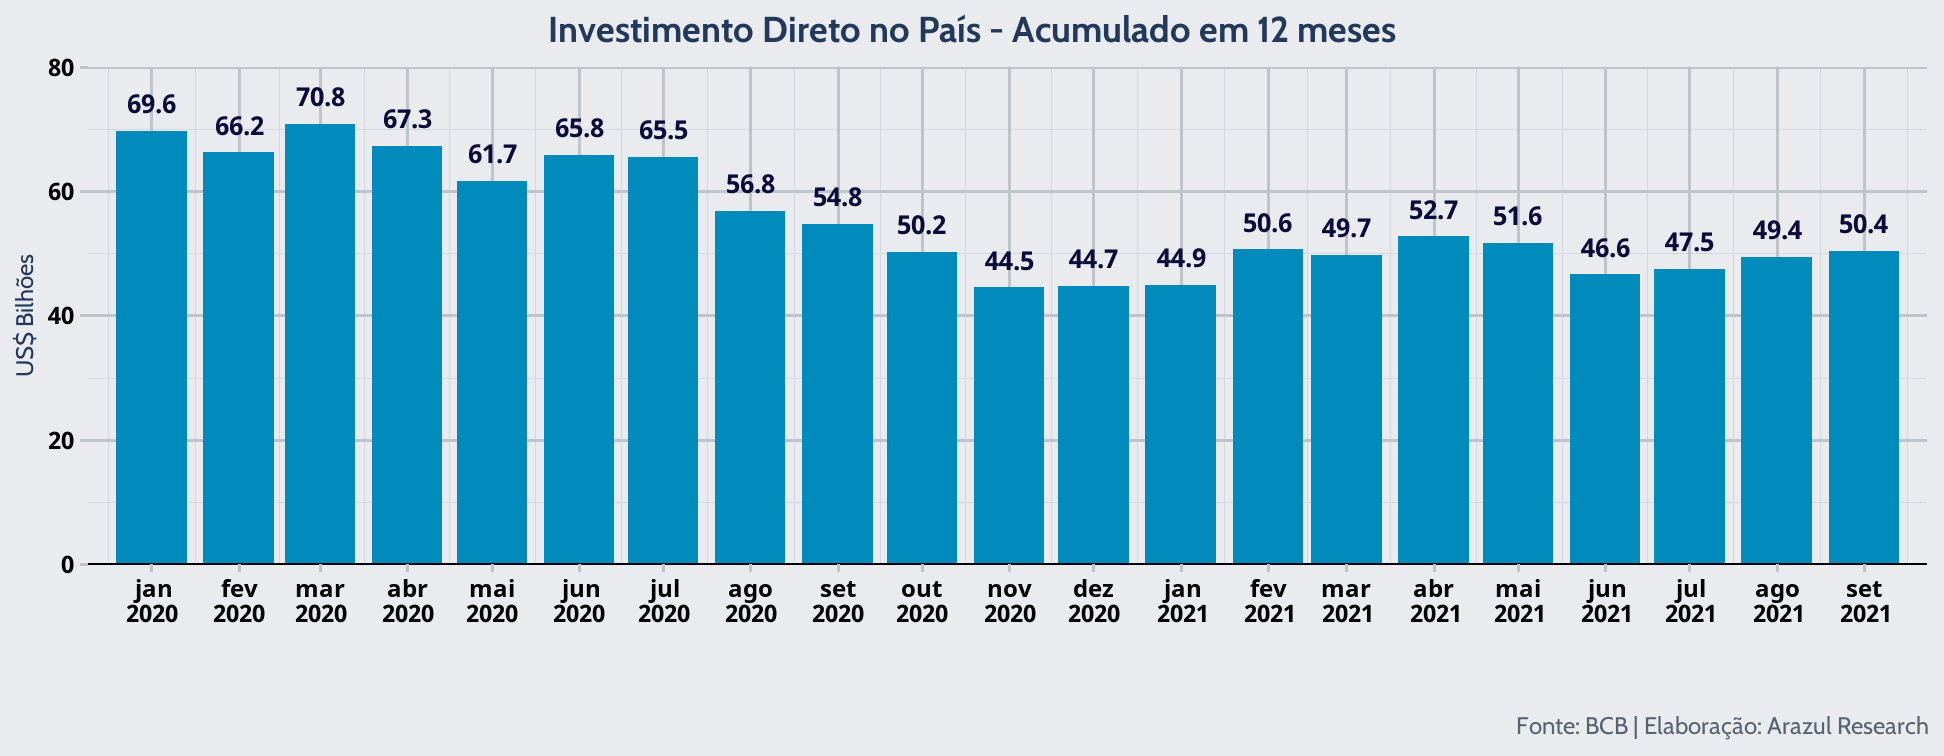 Investimento Direto no País - Acumulado em 12 meses
US$ Bilhões
80
60
40
20
0
69.6 66.2 70.8 67.3 61.7 65.8 65.5 56.8 54.8 50.2 44.5 44.7 44.9 50.6 49.7 52.7 51.6 46.6 47.5 49.4 50.4
jan fev mar abr mai jun jul ago set out nov dez jan fev mar abr mai jun jul ago set
2020 2020 2020 2020 2020 2020 2020 2020 2020 2020 2020 2020 2021 2021 2021 2021 2021 2021 2021 2021 2021
Fonte: BCB | Elaboração: Arazul Research